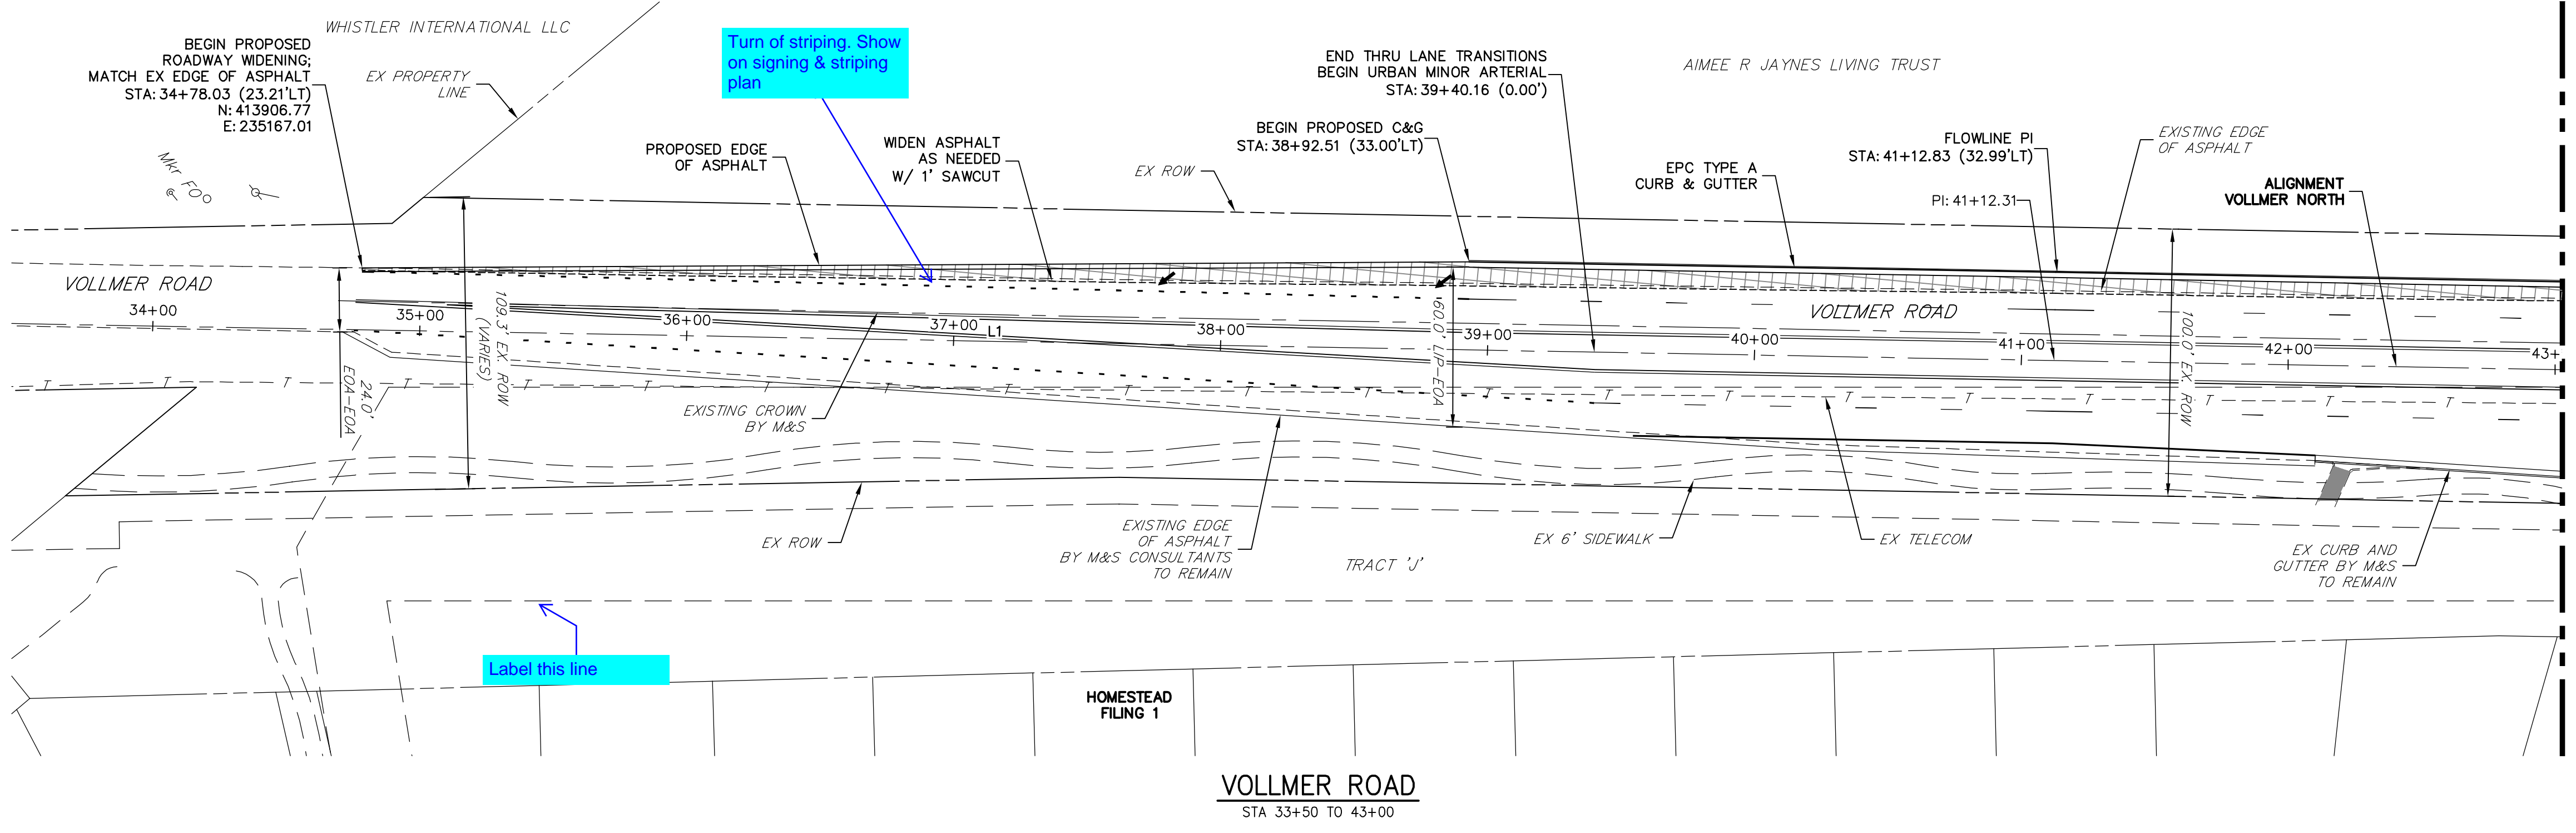 WHISTLER INTERNATIONAL LLC
BEGIN PROPOSED
ROADWAY WIDENING;
MATCH EX EDGE OF ASPHALT
STA: 34+78.03 (23.21'LT)
N: 413906.77
E: 235167.01
EX PROPERTY
LINE
Turn of striping. Show
on signing & striping
plan
END THRU LANE TRANSITIONS
BEGIN URBAN MINOR ARTERIAL
STA: 39+40.16 (0.00')
AIMEE R JAYNES LIVING TRUST
Mkr FO
PROPOSED EDGE
OF ASPHALT
WIDEN ASPHALT
AS NEEDED
W/ 1' SAWCUT
EX ROW
BEGIN PROPOSED C&G
STA: 38+92.51 (33.00'LT)
EPC TYPE A
CURB & GUTTER
FLOWLINE PI
STA: 41+12.83 (32.99'LT)
PI: 41+12.31
EXISTING EDGE
OF ASPHALT
ALIGNMENT
VOLLMER NORTH
VOLLMER ROAD
VOLLMER ROAD
34+00
35+00
36+00
37+00
L1
38+00
39+00
40+00
41+00
42+00
43+
109.3' EX. ROW
(VARIES)
24.0'
EOA-EOA
60.0' LIP-EOA
100.0' EX. ROW
T T T T T T T T T T T T T T T T T T T T T
EXISTING CROWN
BY M&S
EX ROW
EXISTING EDGE
OF ASPHALT
BY M&S CONSULTANTS
TO REMAIN
TRACT 'J'
EX 6' SIDEWALK
EX TELECOM
EX CURB AND
GUTTER BY M&S
TO REMAIN
Label this line
HOMESTEAD
FILING 1
VOLLMER ROAD
STA 33+50 TO 43+00